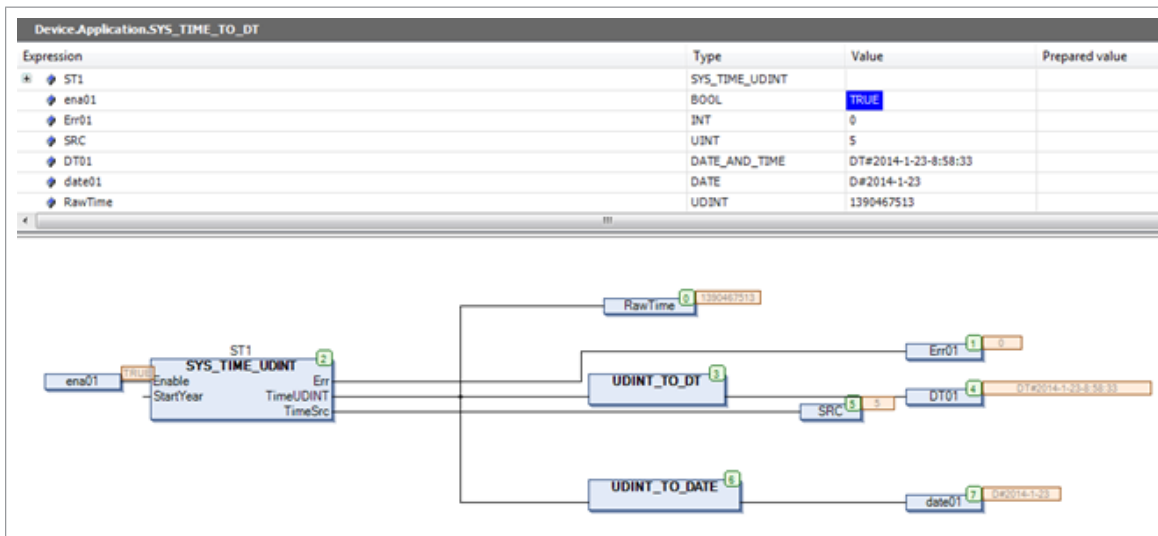 Device.Application.SYS_TIME_TO_DT
Expression Type Value Prepared value
ST1 SYS_TIME_UDINT
ena01 BOOL TRUE
Err01 INT 0
SRC UINT 5
DT01 DATE_AND_TIME DT#2014-1-23-8:58:33
date01 DATE D#2014-1-23
RawTime UDINT 1390467513
RawTime 0 1390467513
ST1
SYS_TIME_UDINT 2
Err01 1 0
ena01 TRUE Enable Err
UDINT_TO_DT 3
StartYear TimeUDINT
DT01 4 DT#2014-1-23-8:58:33
TimeSrc
SRC 5 5
UDINT_TO_DATE 6
date01 7 D#2014-1-23